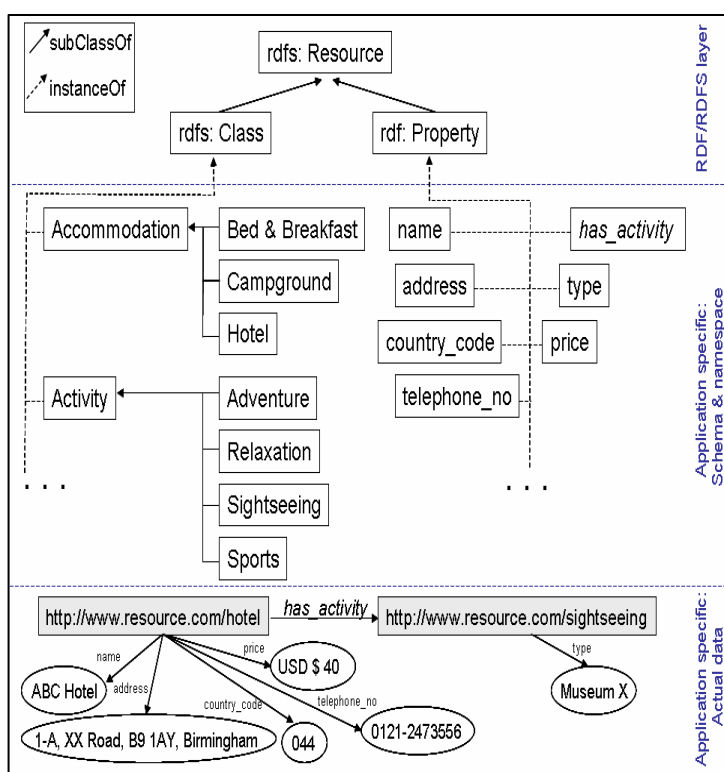 subClassOf
instanceOf
rdfs: Resource
rdfs: Class
rdf: Property
RDF/RDFS layer
Accommodation
Bed & Breakfast
Campground
Hotel
Activity
Adventure
Relaxation
Sightseeing
Sports
. . .
name
has_activity
address
type
country_code
price
telephone_no
. . .
Application specific:
Schema & namespace
http://www.resource.com/hotel
has_activity
http://www.resource.com/sightseeing
name
price
type
ABC Hotel
address
USD $ 40
Museum X
country_code
telephone_no
1-A, XX Road, B9 1AY, Birmingham
044
0121-2473556
Application specific:
Actual data